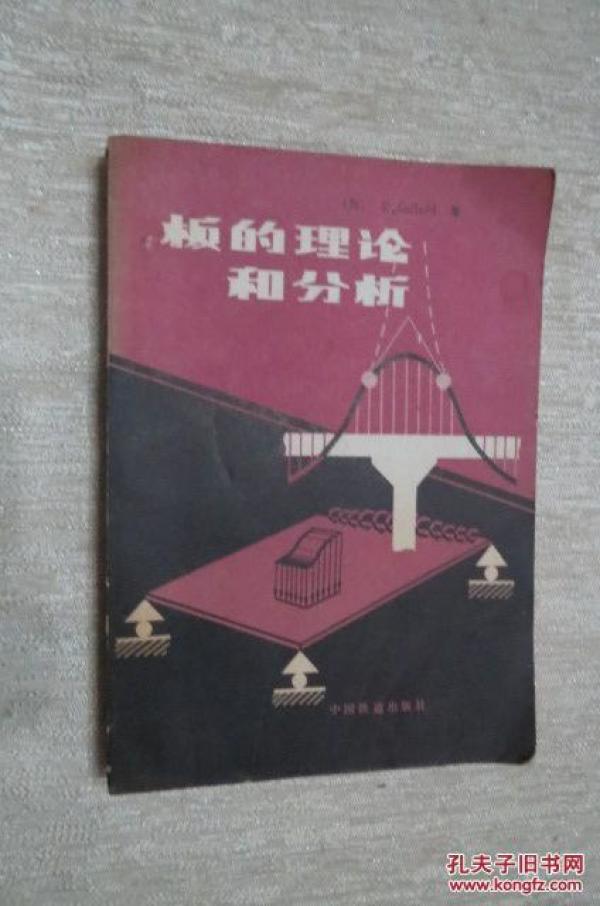 著
板的理论
和分析
中国铁道出版社
孔夫子旧书网
www.kongfz.com